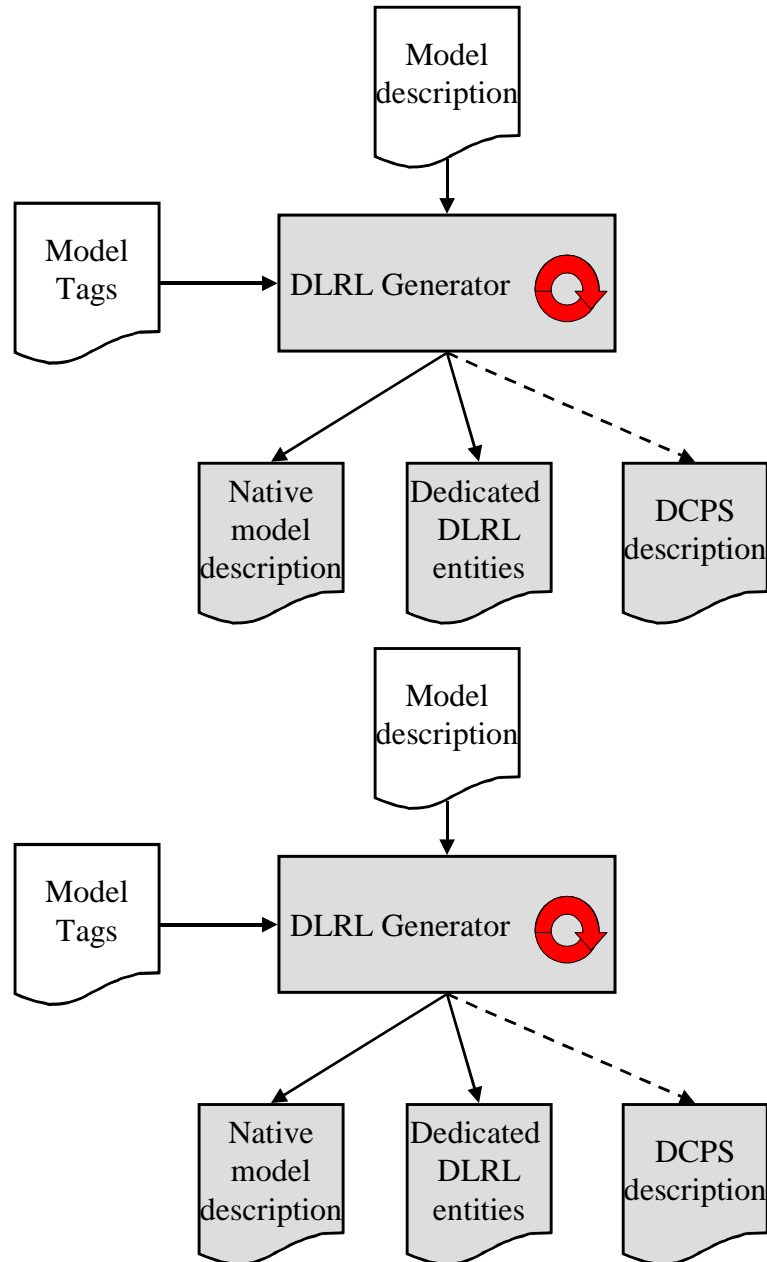 Model
description
Model
Tags
DLRL Generator
Native
model
description
Dedicated
DLRL
entities
DCPS
description
Model
description
Model
Tags
DLRL Generator
Native
model
description
Dedicated
DLRL
entities
DCPS
description